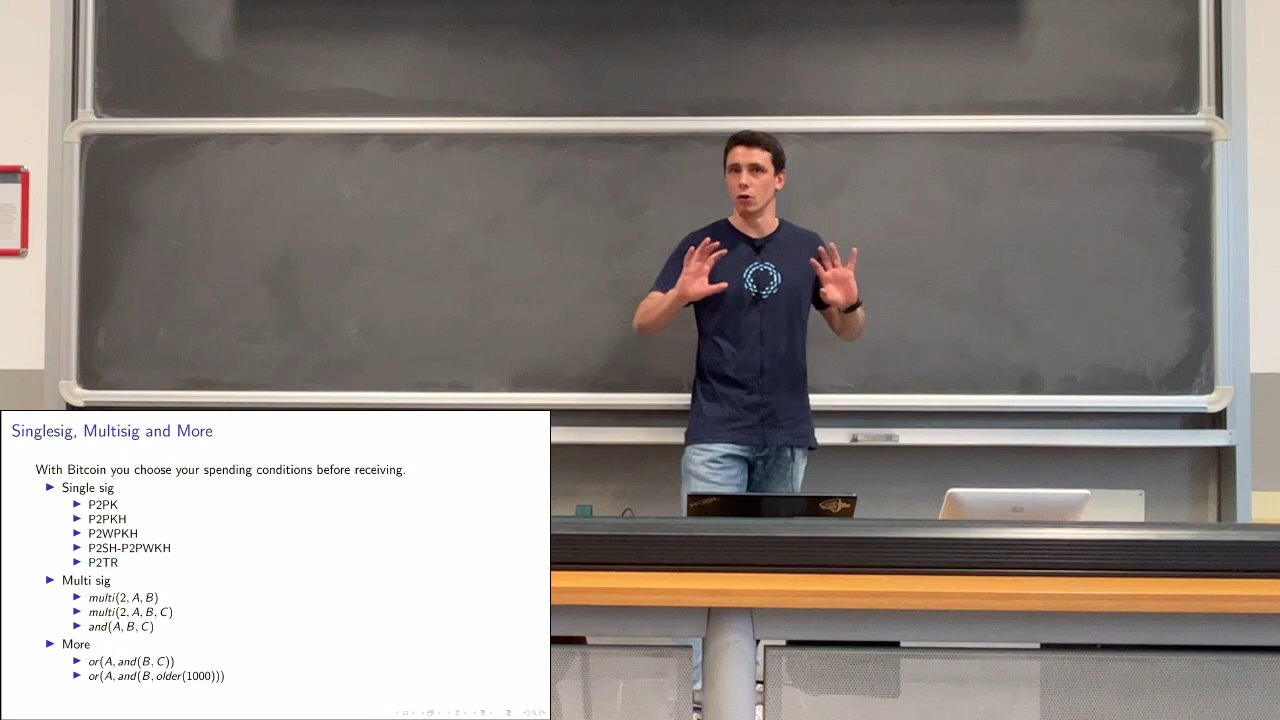 Singlesig, Multisig and More
With Bitcoin you choose your spending conditions before receiving.
Single sig
P2PK
P2PKH
P2WPKH
P2SH-P2PWKH
P2TR
Multi sig
multi(2, A, B)
multi(2, A, B, C)
and(A, B, C)
More
or(A, and(B, C))
or(A, and(B, older(1000)))